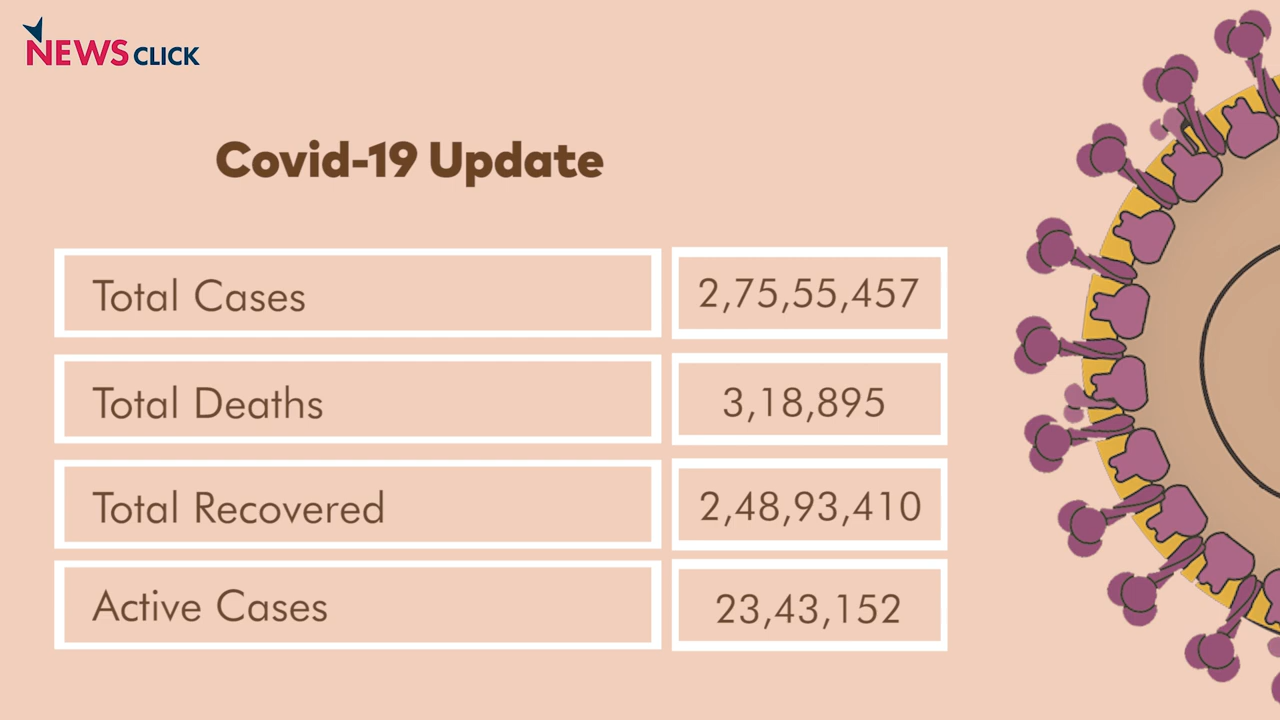 NEWSCLICK
Covid-19 Update
Total Cases 2,75,55,457
Total Deaths 3,18,895
Total Recovered 2,48,93,410
Active Cases 23,43,152